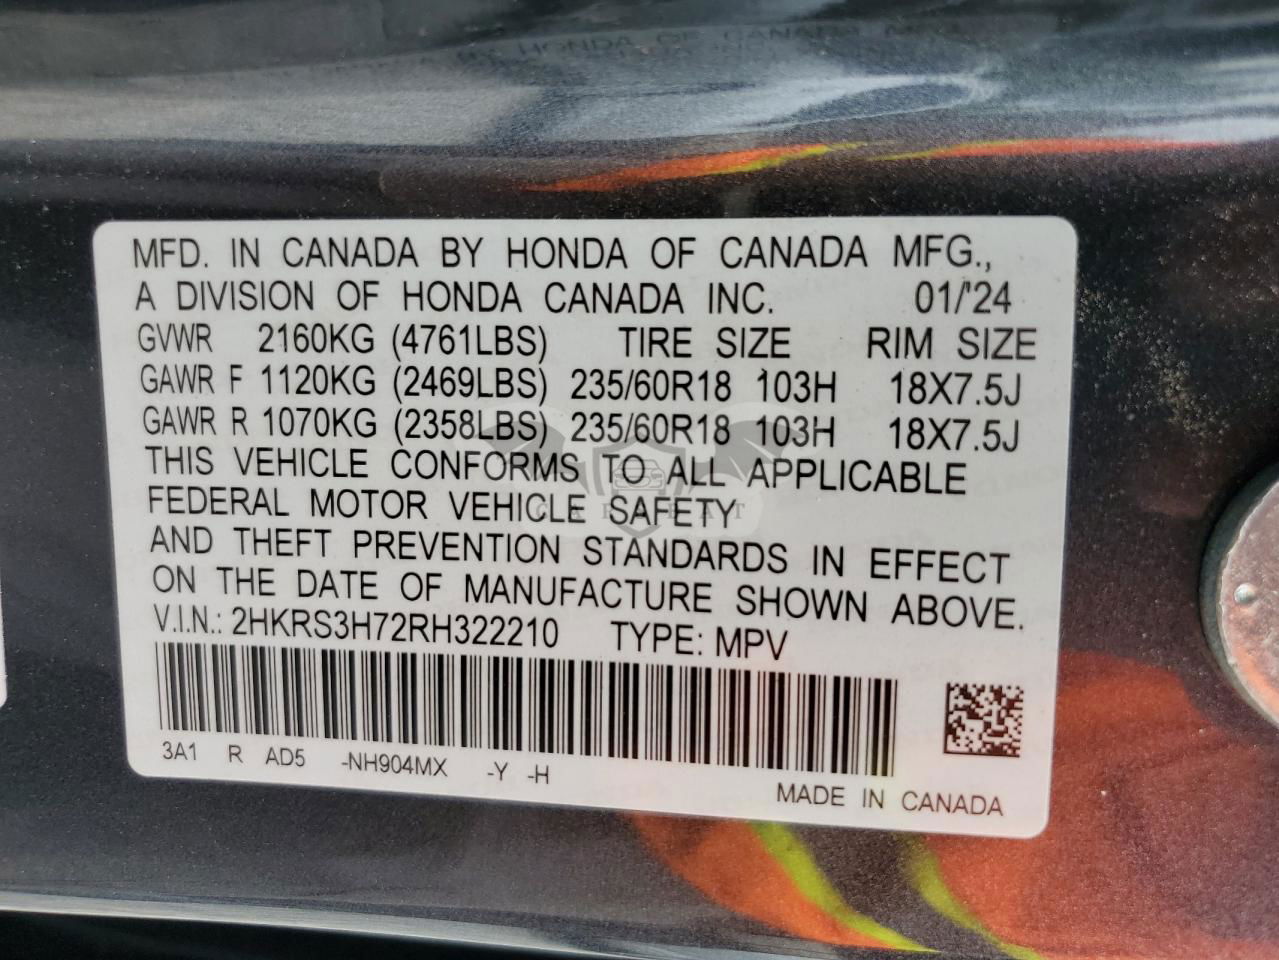 MFD. IN CANADA BY HONDA OF CANADA MFG.,
A DIVISION OF HONDA CANADA INC. 01/'24
GVWR 2160KG (4761LBS) TIRE SIZE RIM SIZE
GAWR F 1120KG (2469LBS) 235/60R18 103H 18X7.5J
GAWR R 1070KG (2358LBS) 235/60R18 103H 18X7.5J
THIS VEHICLE CONFORMS TO ALL APPLICABLE
FEDERAL MOTOR VEHICLE SAFETY
AND THEFT PREVENTION STANDARDS IN EFFECT
ON THE DATE OF MANUFACTURE SHOWN ABOVE.
V.I.N.: 2HKRS3H72RH322210 TYPE: MPV
3A1 R AD5 -NH904MX -Y -H
MADE IN CANADA